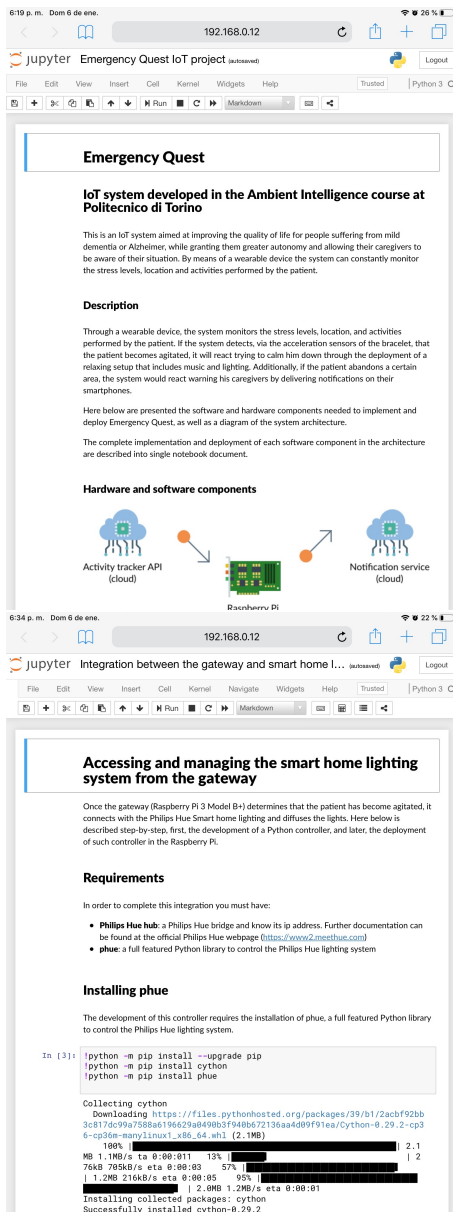 6:19 p. m. Dom 6 de ene.
26 %
192.168.0.12
jupyter Emergency Quest IoT project (autosaved)
Logout
File Edit View Insert Cell Kernel Widgets Help Trusted Python 3
Run Markdown
Emergency Quest
IoT system developed in the Ambient Intelligence course at
Politecnico di Torino
This is an IoT system aimed at improving the quality of life for people suffering from mild
dementia or Alzheimer, while granting them greater autonomy and allowing their caregivers to
be aware of their situation. By means of a wearable device the system can constantly monitor
the stress levels, location and activities performed by the patient.
Description
Through a wearable device, the system monitors the stress levels, location, and activities
performed by the patient. If the system detects, via the acceleration sensors of the bracelet, that
the patient becomes agitated, it will react trying to calm him down through the deployment of a
relaxing setup that includes music and lighting. Additionally, if the patient abandons a certain
area, the system would react warning his caregivers by delivering notifications on their
smartphones.
Here below are presented the software and hardware components needed to implement and
deploy Emergency Quest, as well as a diagram of the system architecture.
The complete implementation and deployment of each software component in the architecture
are described into single notebook document.
Hardware and software components
Activity tracker API
(cloud)
Notification service
(cloud)
Raspberry Pi
6:34 p. m. Dom 6 de ene.
22 %
192.168.0.12
jupyter Integration between the gateway and smart home l... (autosaved)
Logout
File Edit View Insert Cell Kernel Navigate Widgets Help Trusted Python 3
Run Markdown
Accessing and managing the smart home lighting
system from the gateway
Once the gateway (Raspberry Pi 3 Model B+) determines that the patient has become agitated, it
connects with the Philips Hue Smart home lighting and diffuses the lights. Here below is
described step-by-step, first, the development of a Python controller, and later, the deployment
of such controller in the Raspberry Pi.
Requirements
In order to complete this integration you must have:
• Philips Hue hub: a Philips Hue bridge and know its ip address. Further documentation can
be found at the official Philips Hue webpage (https://www2.meethue.com)
• phue: a full featured Python library to control the Philips Hue lighting system
Installing phue
The development of this controller requires the installation of phue, a full featured Python library
to control the Philips Hue lighting system.
In [3]: !python -m pip install --upgrade pip
!python -m pip install cython
!python -m pip install phue
Collecting cython
Downloading https://files.pythonhosted.org/packages/39/b1/2acbf92bb
3c817dc99a7588a6196629a0490b3f940b672136aa4d09f91ea/Cython-0.29.2-cp3
6-cp36m-manylinux1_x86_64.whl (2.1MB)
100% | | 2.1
MB 1.1MB/s ta 0:00:011 13% | | 2
76kB 705kB/s eta 0:00:03 57% |
| 1.2MB 216kB/s eta 0:00:05 95% |
| 2.0MB 1.2MB/s eta 0:00:01
Installing collected packages: cython
Successfully installed cython-0.29.2